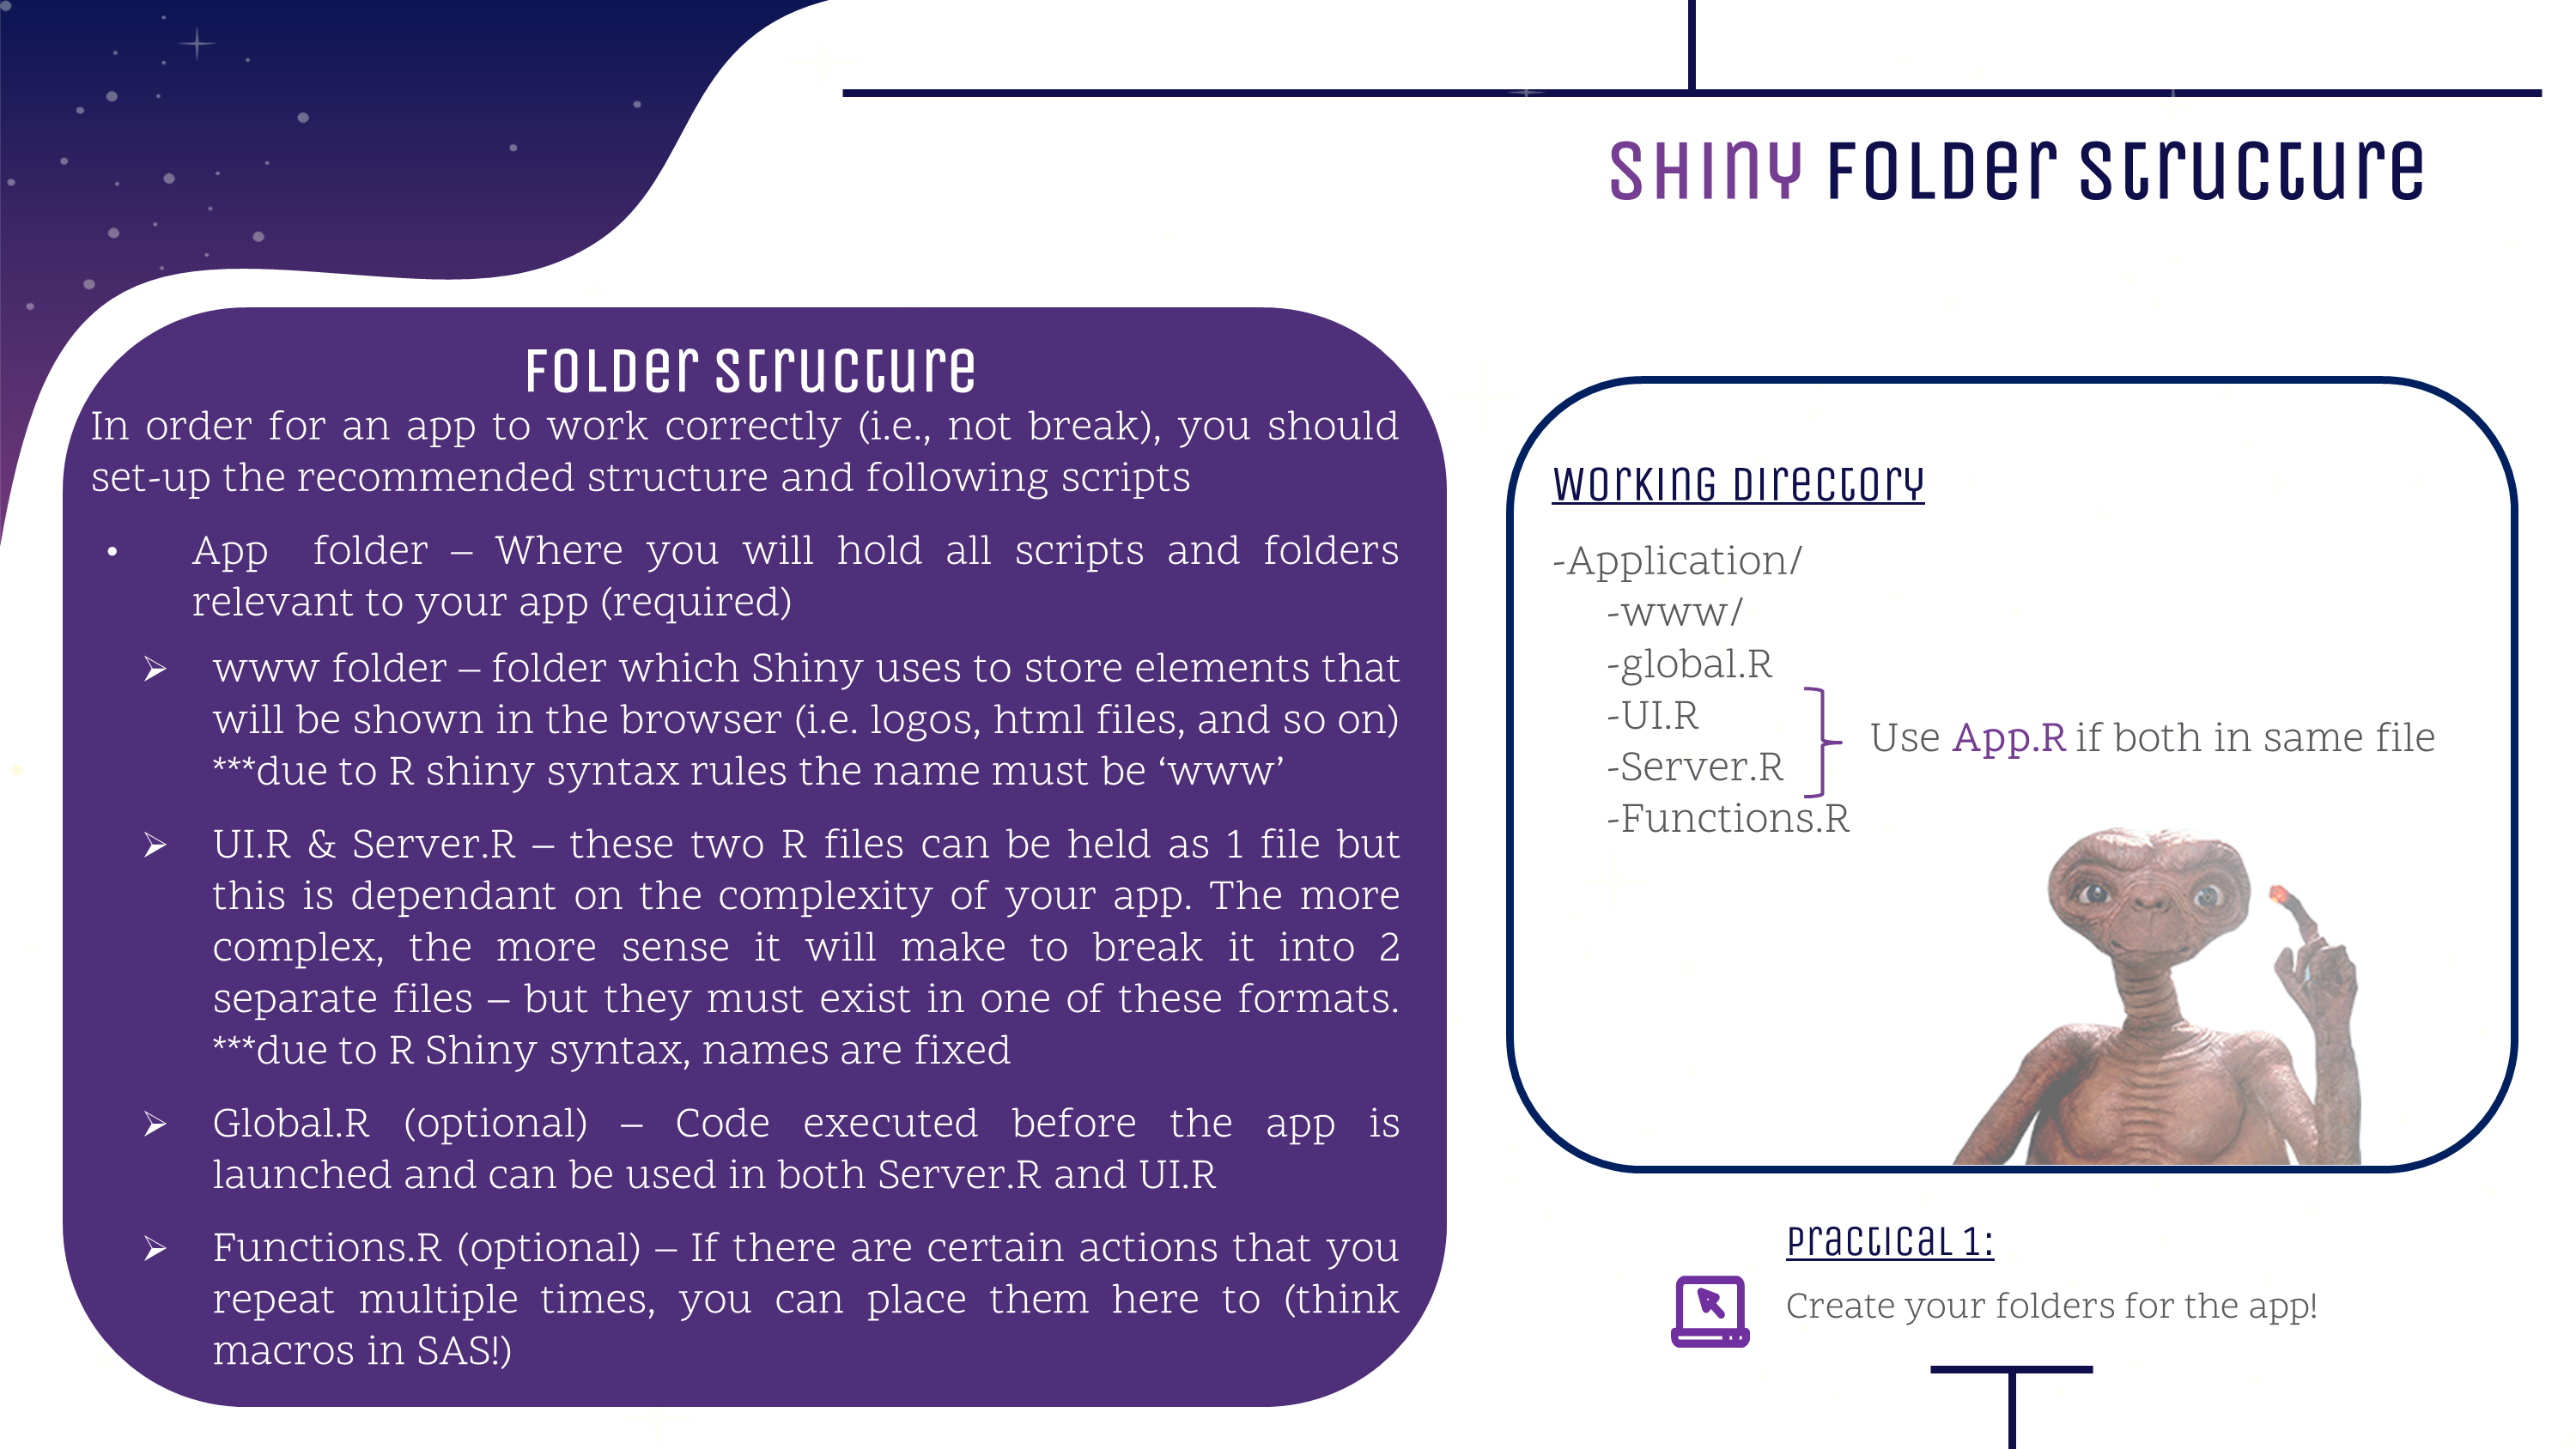 SHINY Folder Structure
Folder Structure
In order for an app to work correctly (i.e., not break), you should
set-up the recommended structure and following scripts
• App folder – Where you will hold all scripts and folders
relevant to your app (required)
➢ www folder – folder which Shiny uses to store elements that
will be shown in the browser (i.e. logos, html files, and so on)
***due to R shiny syntax rules the name must be ‘www’
➢ UI.R & Server.R – these two R files can be held as 1 file but
this is dependant on the complexity of your app. The more
complex, the more sense it will make to break it into 2
separate files – but they must exist in one of these formats.
***due to R Shiny syntax, names are fixed
➢ Global.R (optional) – Code executed before the app is
launched and can be used in both Server.R and UI.R
➢ Functions.R (optional) – If there are certain actions that you
repeat multiple times, you can place them here to (think
macros in SAS!)
Working Directory
-Application/
-www/
-global.R
-UI.R
-Server.R
-Functions.R
Use App.R if both in same file
Practical 1:
Create your folders for the app!